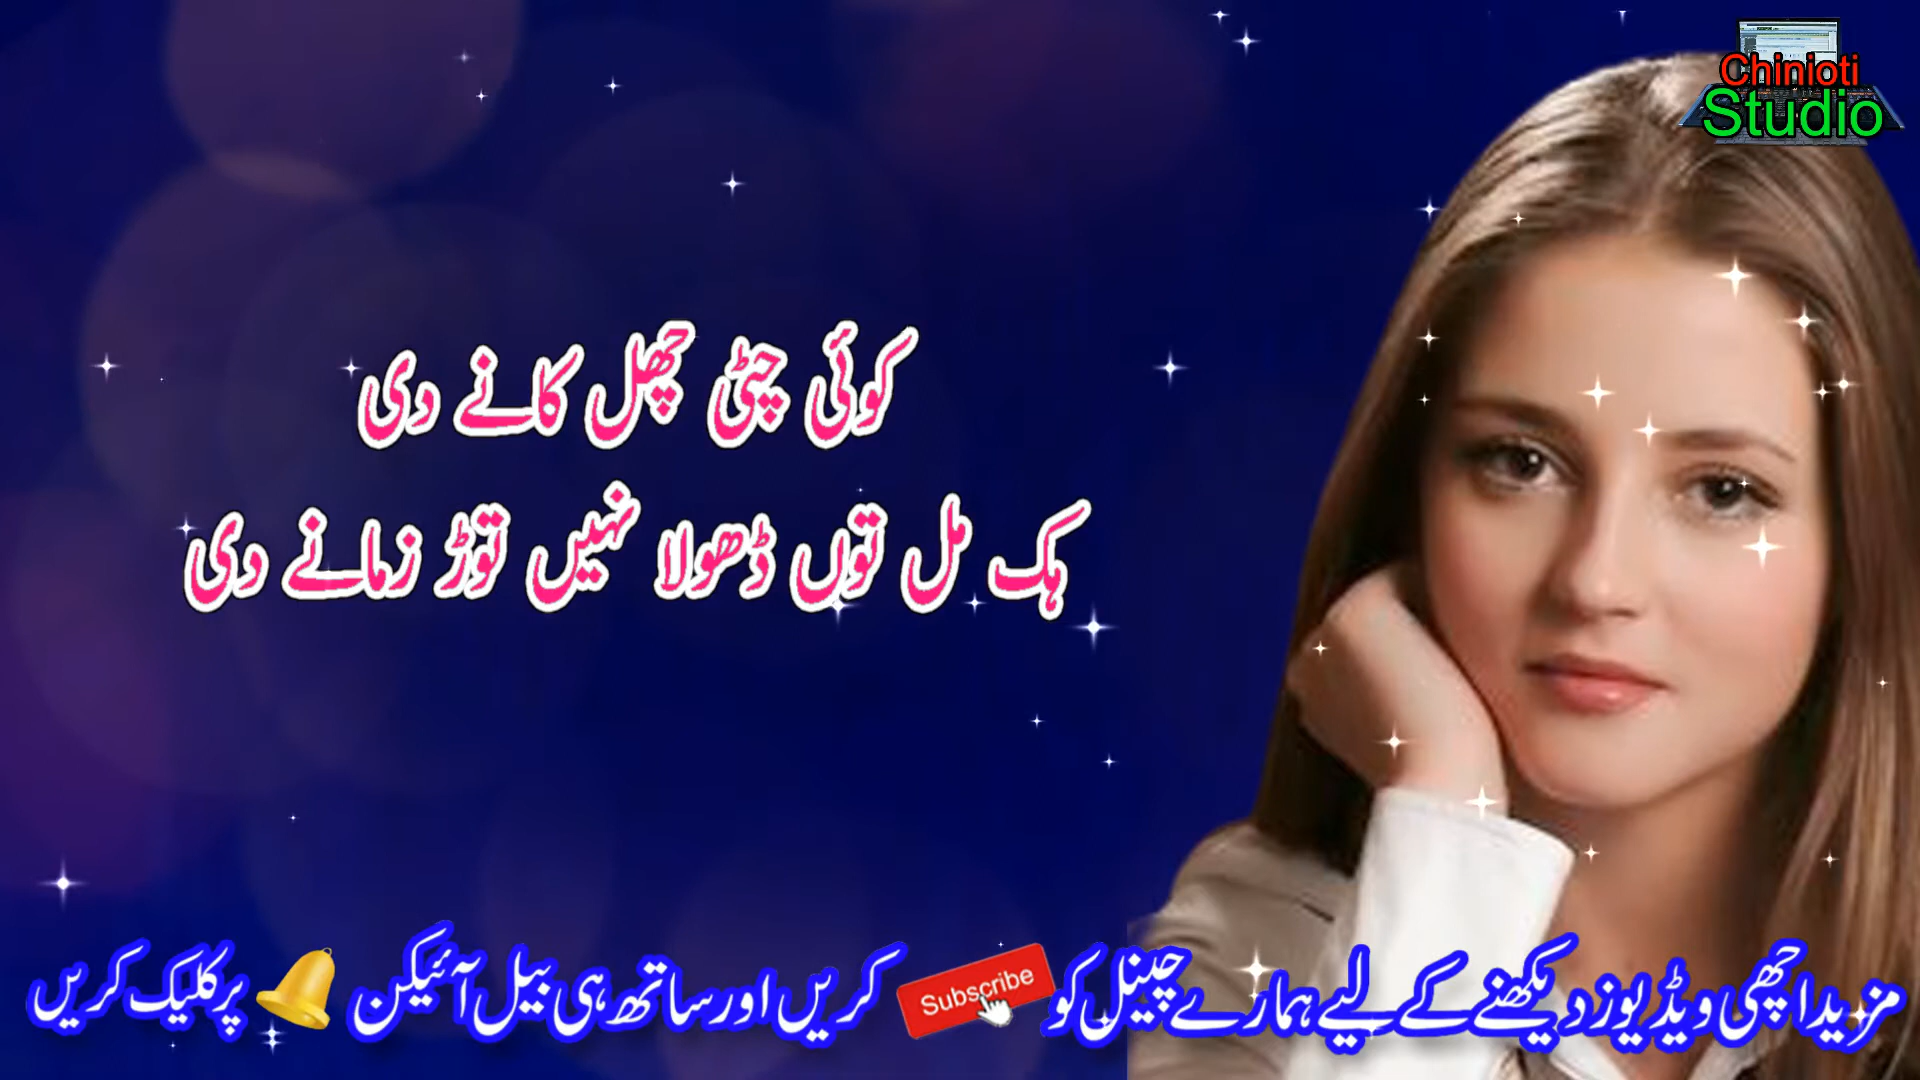 Chinioti
Studio
کوئی چٹی چھل کانے دی
ہک مل توں ڈھولا نہیں توڑ زمانے دی
مزید اچھی ویڈیوز دیکھنے کے لیے ہمارے چینل کو Subscribe کریں اور ساتھ ہی بیل آئیکن پر کلیک کریں